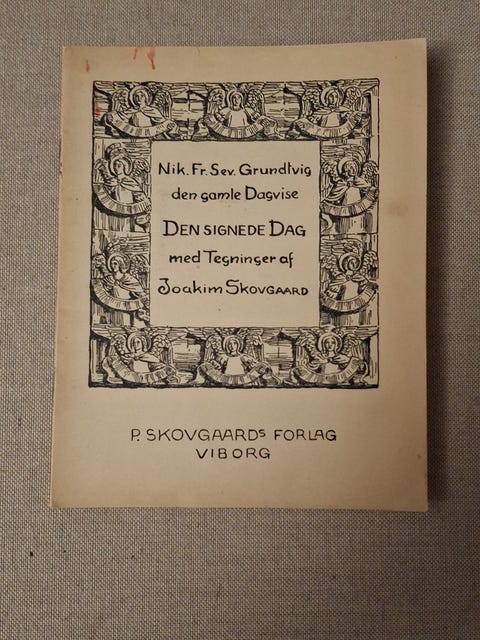 Nik. Fr. Sev. Grundtvig
den gamle Dagvise
DEN SIGNEDE DAG
med Tegninger af
Joakim SKOVGAARD
P. SKOVGAARDS FORLAG
VIBORG